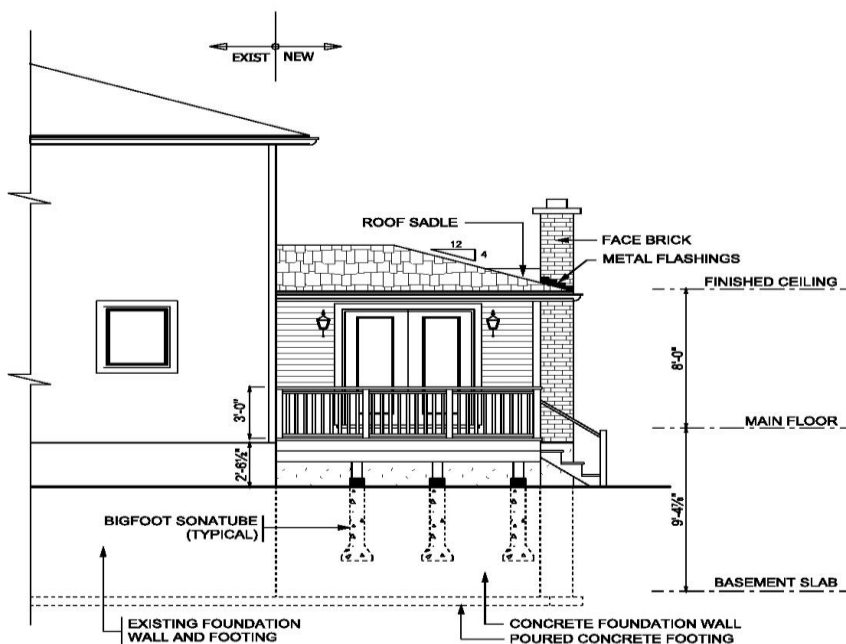 EXIST NEW
ROOF SADLE
12
4
FACE BRICK
METAL FLASHINGS
FINISHED CEILING
8'-0"
3'-0"
MAIN FLOOR
2'-6½"
9'-4⅞"
BIGFOOT SONATUBE
(TYPICAL)
BASEMENT SLAB
EXISTING FOUNDATION
WALL AND FOOTING
CONCRETE FOUNDATION WALL
POURED CONCRETE FOOTING